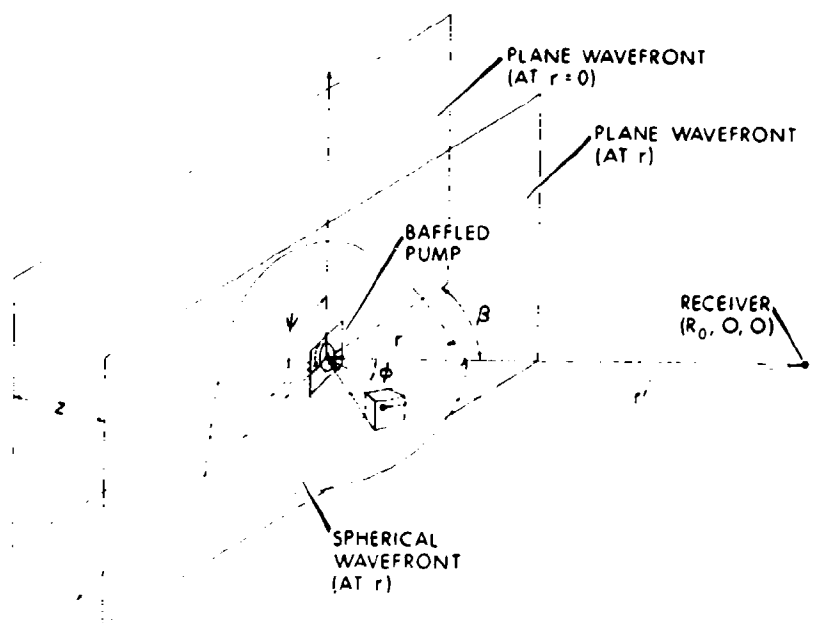 PLANE WAVEFRONT
(AT r = 0)
PLANE WAVEFRONT
(AT r)
BAFFLED
PUMP
β
RECEIVER
(R₀, O, O)
ψ
r
ϕ
r'
z
SPHERICAL
WAVEFRONT
(AT r)